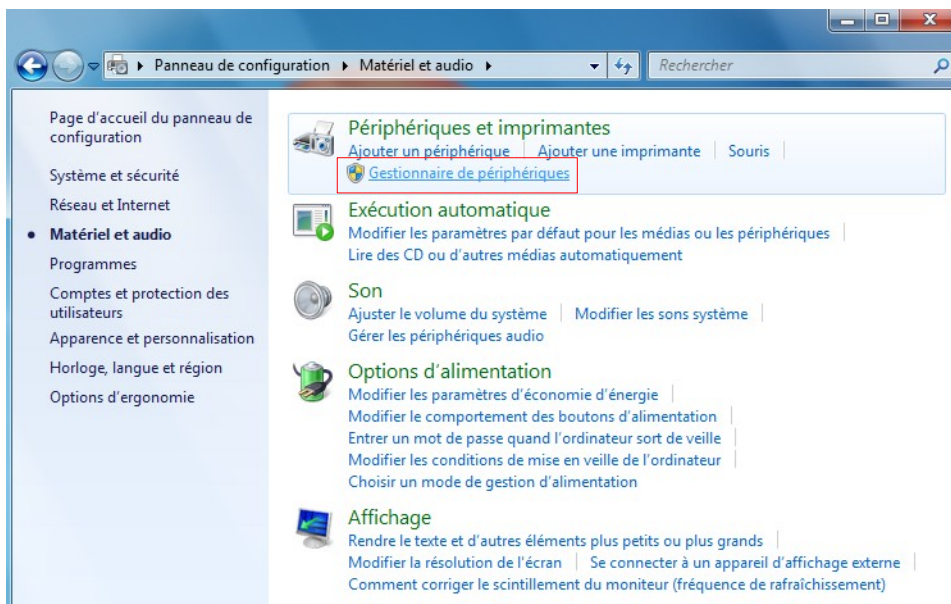 Panneau de configuration ▸ Matériel et audio ▸
Rechercher
Page d'accueil du panneau de
configuration
Système et sécurité
Réseau et Internet
Matériel et audio
Programmes
Comptes et protection des
utilisateurs
Apparence et personnalisation
Horloge, langue et région
Options d'ergonomie
Périphériques et imprimantes
Ajouter un périphérique Ajouter une imprimante Souris
Gestionnaire de périphériques
Exécution automatique
Modifier les paramètres par défaut pour les médias ou les périphériques
Lire des CD ou d'autres médias automatiquement
Son
Ajuster le volume du système Modifier les sons système
Gérer les périphériques audio
Options d'alimentation
Modifier les paramètres d'économie d'énergie
Modifier le comportement des boutons d'alimentation
Entrer un mot de passe quand l'ordinateur sort de veille
Modifier les conditions de mise en veille de l'ordinateur
Choisir un mode de gestion d'alimentation
Affichage
Rendre le texte et d'autres éléments plus petits ou plus grands
Modifier la résolution de l'écran Se connecter à un appareil d'affichage externe
Comment corriger le scintillement du moniteur (fréquence de rafraîchissement)